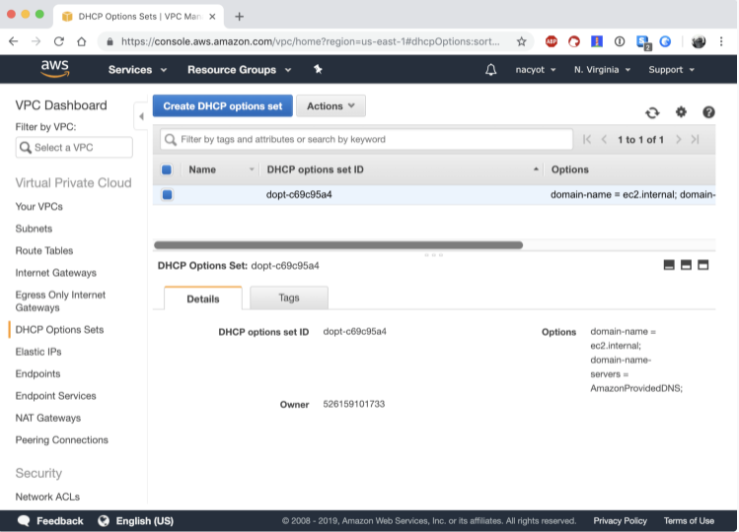 DHCP Options Sets | VPC Man
https://console.aws.amazon.com/vpc/home?region=us-east-1#dhcpOptions:sort...
ABP
2
aws
Services
Resource Groups
nacyot
N. Virginia
Support
VPC Dashboard
Filter by VPC:
Select a VPC
Virtual Private Cloud
Your VPCs
Subnets
Route Tables
Internet Gateways
Egress Only Internet
Gateways
DHCP Options Sets
Elastic IPs
Endpoints
Endpoint Services
NAT Gateways
Peering Connections
Security
Network ACLs
Create DHCP options set
Actions
Filter by tags and attributes or search by keyword
1 to 1 of 1
Name
DHCP options set ID
Options
dopt-c69c95a4
domain-name = ec2.internal; domain-
DHCP Options Set: dopt-c69c95a4
Details
Tags
DHCP options set ID
dopt-c69c95a4
Options
domain-name =
ec2.internal;
domain-name-
servers =
AmazonProvidedDNS;
Owner
526159101733
Feedback
English (US)
© 2008 - 2019, Amazon Web Services, Inc. or its affiliates. All rights reserved.
Privacy Policy
Terms of Use